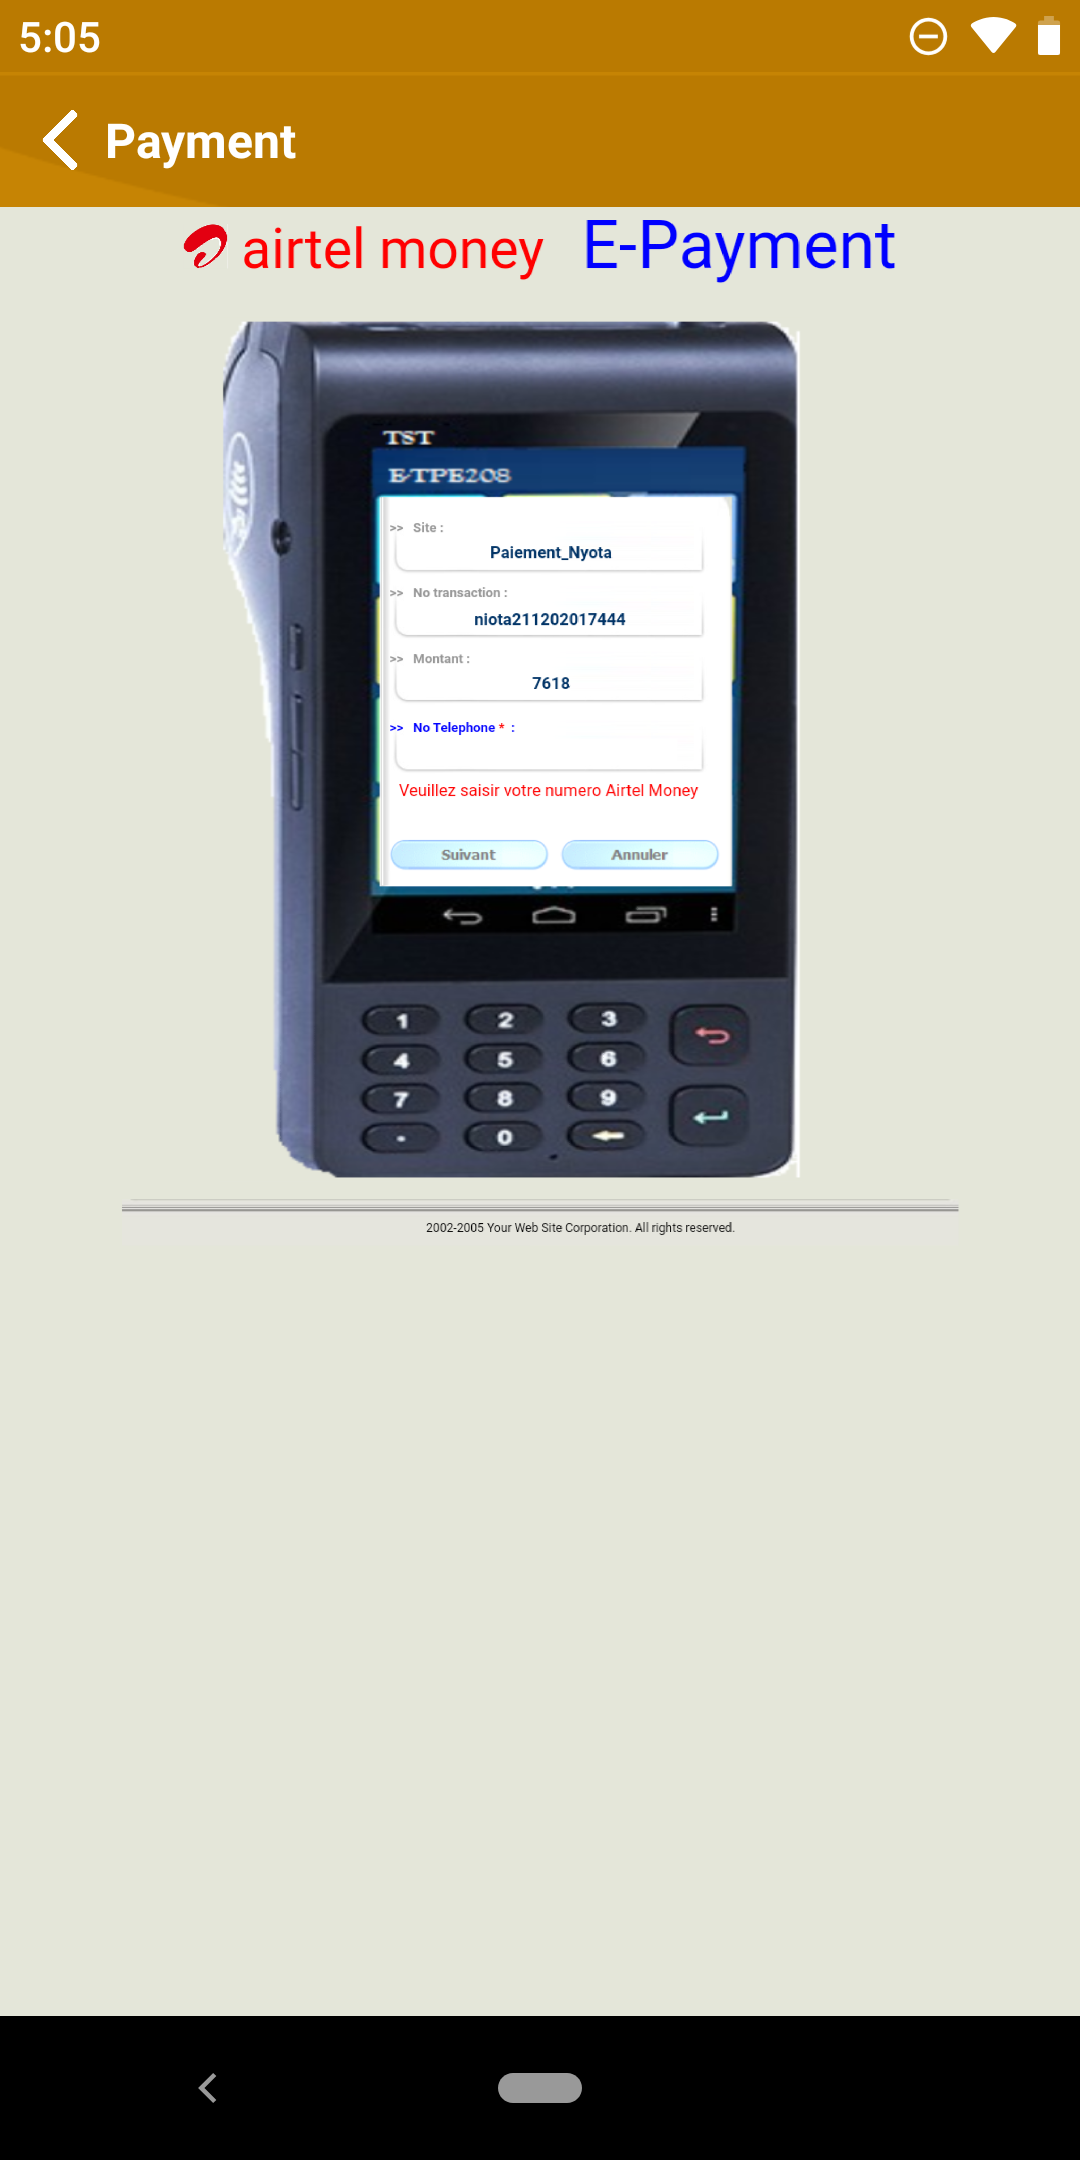 5:05
Payment
airtel money E-Payment
TST
E-TPE208
>> Site :
Paiement_Nyota
>> No transaction :
niota211202017444
>> Montant :
7618
>> No Telephone * :
Veuillez saisir votre numero Airtel Money
Suivant Annuler
1 2 3
4 5 6
7 8 9
. 0
2002-2005 Your Web Site Corporation. All rights reserved.